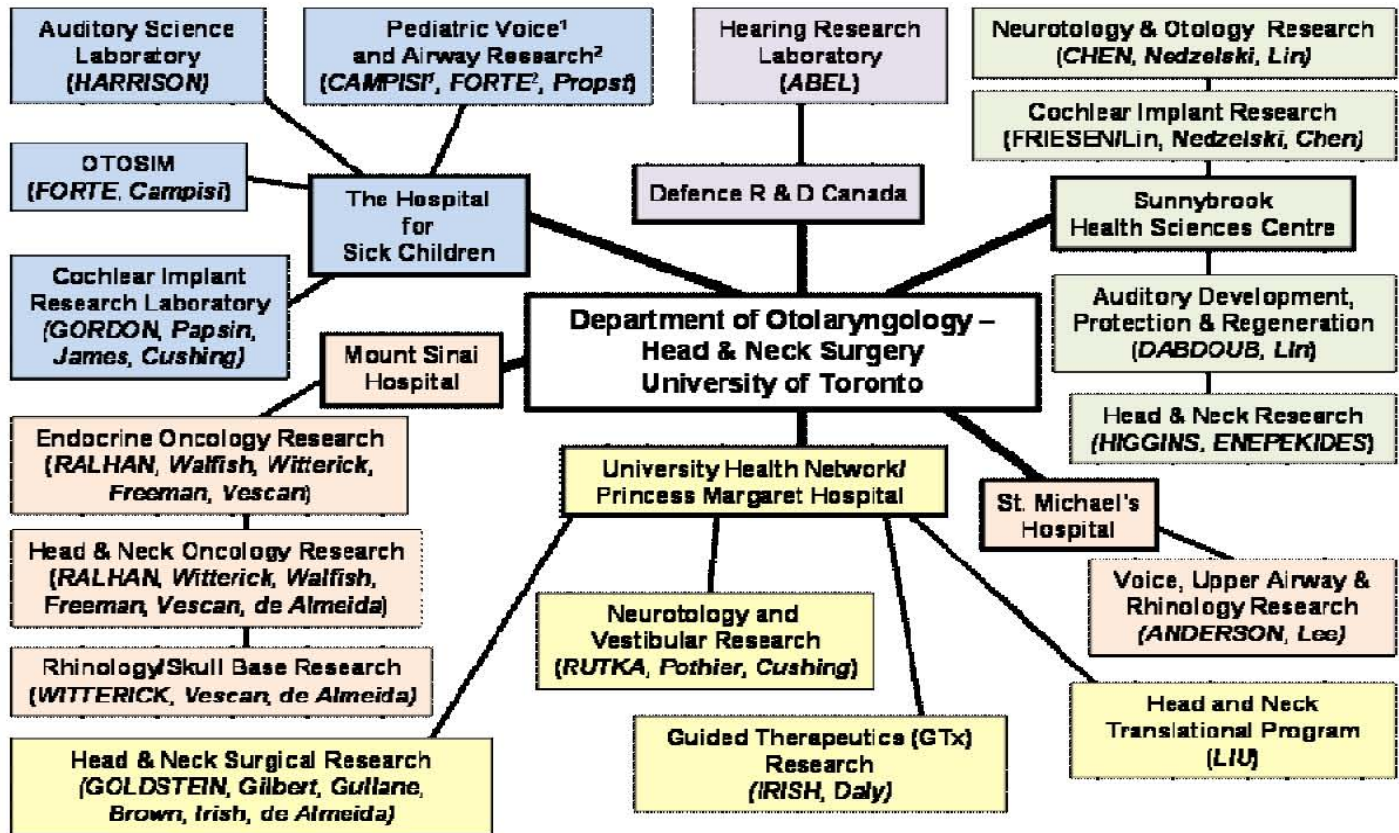 Auditory Science
Laboratory
(HARRISON)
Pediatric Voice¹
and Airway Research²
(CAMPISI¹, FORTE², Propst)
Hearing Research
Laboratory
(ABEL)
Neurotology & Otology Research
(CHEN, Nedzelski, Lin)
Cochlear Implant Research
(FRIESEN/Lin, Nedzelski, Chen)
OTOSIM
(FORTE, Campisi)
The Hospital
for
Sick Children
Defence R & D Canada
Sunnybrook
Health Sciences Centre
Cochlear Implant
Research Laboratory
(GORDON, Papsin,
James, Cushing)
Auditory Development,
Protection & Regeneration
(DABDOUB, Lin)
Department of Otolaryngology –
Head & Neck Surgery
University of Toronto
Mount Sinai
Hospital
Head & Neck Research
(HIGGINS, ENEPEKIDES)
Endocrine Oncology Research
(RALHAN, Walfish, Witterick,
Freeman, Vescan)
University Health Network/
Princess Margaret Hospital
St. Michael's
Hospital
Head & Neck Oncology Research
(RALHAN, Witterick, Walfish,
Freeman, Vescan, de Almeida)
Voice, Upper Airway &
Rhinology Research
(ANDERSON, Lee)
Neurotology and
Vestibular Research
(RUTKA, Pothier, Cushing)
Rhinology/Skull Base Research
(WITTERICK, Vescan, de Almeida)
Head and Neck
Translational Program
(LIU)
Guided Therapeutics (GTx)
Research
(IRISH, Daly)
Head & Neck Surgical Research
(GOLDSTEIN, Gilbert, Gullane,
Brown, Irish, de Almeida)